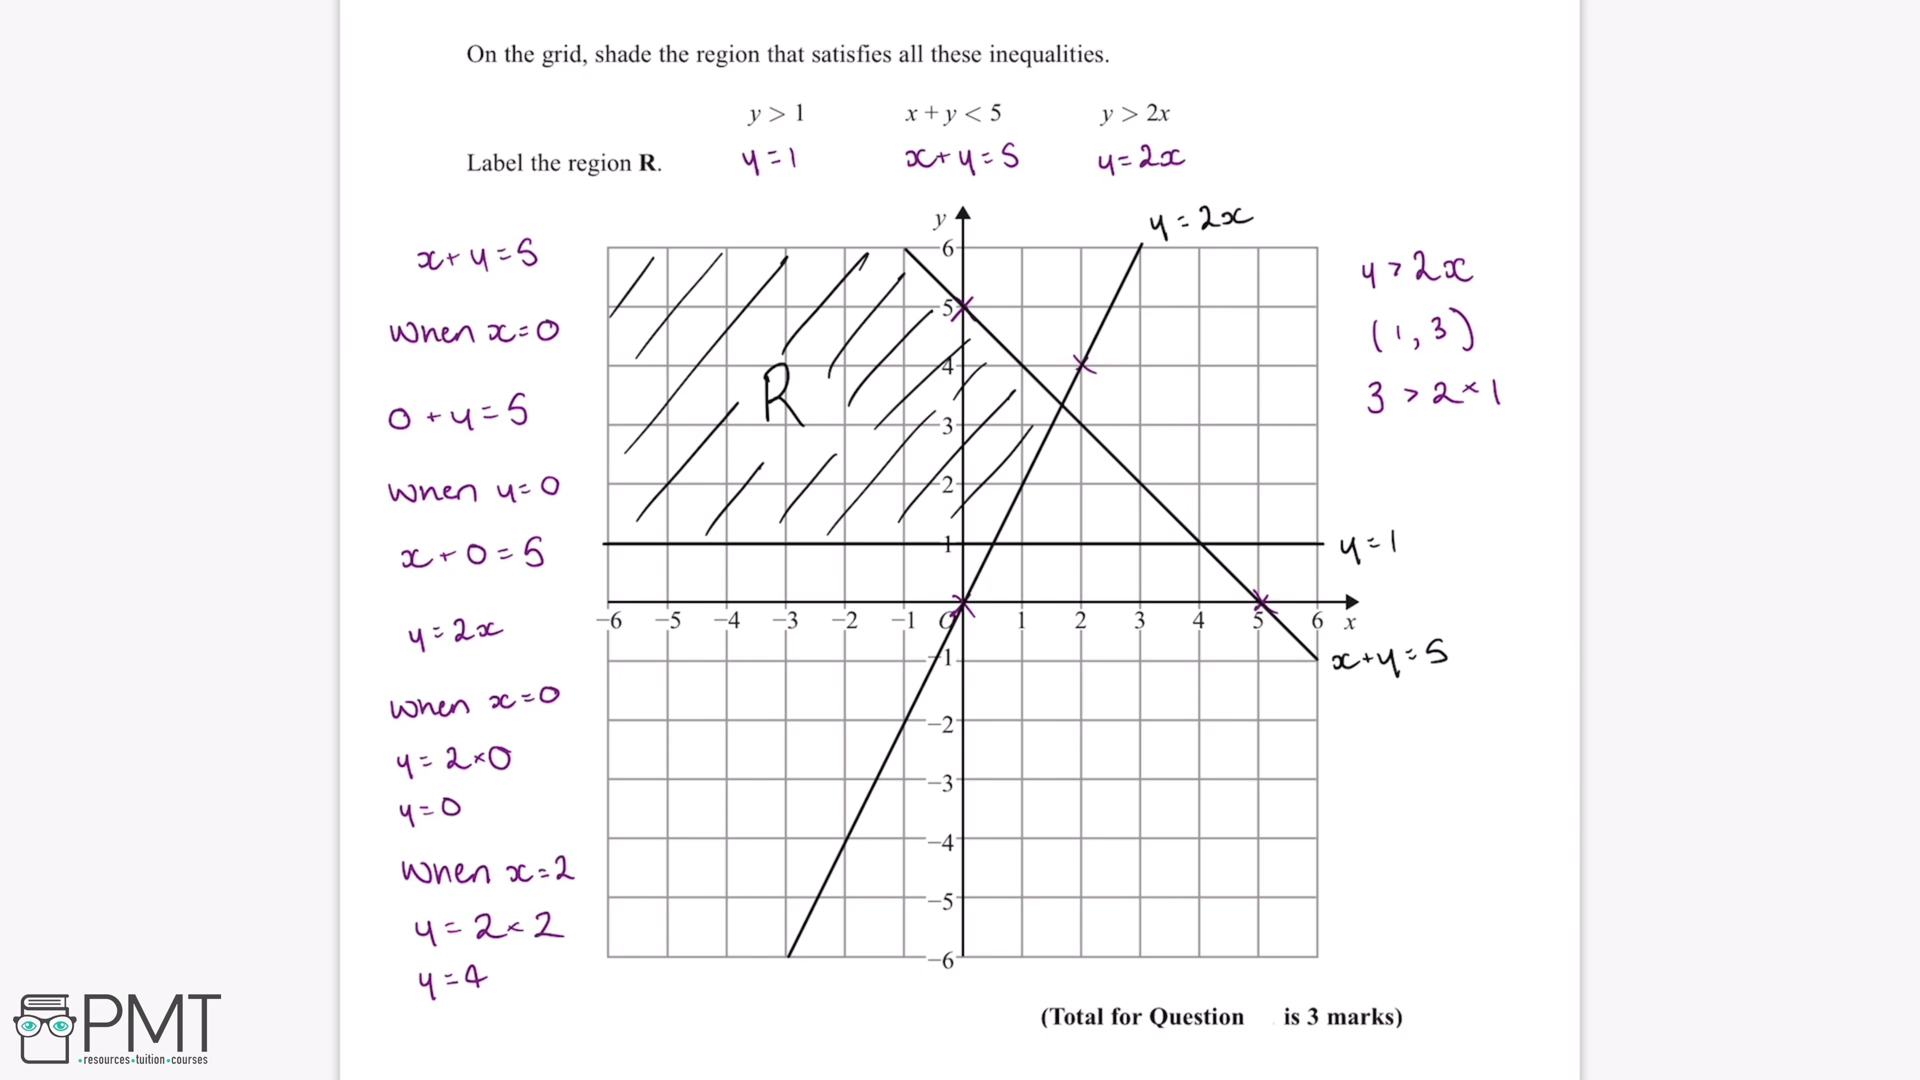 On the grid, shade the region that satisfies all these inequalities.
y > 1 x + y < 5 y > 2x
Label the region R. y = 1 x + y = 5 y = 2x
y
y = 2x
x + y = 5
When x = 0
0 + y = 5
When y = 0
x + 0 = 5
y = 2x
When x = 0
y = 2 × 0
y = 0
When x = 2
y = 2 × 2
y = 4
R
6
5
4
3
2
1
−6 −5 −4 −3 −2 −1 O 1 2 3 4 5 6 x
−1
−2
−3
−4
−5
−6
y > 2x
(1, 3)
3 > 2 × 1
y = 1
x + y = 5
(Total for Question is 3 marks)
PMT
•resources•tuition•courses